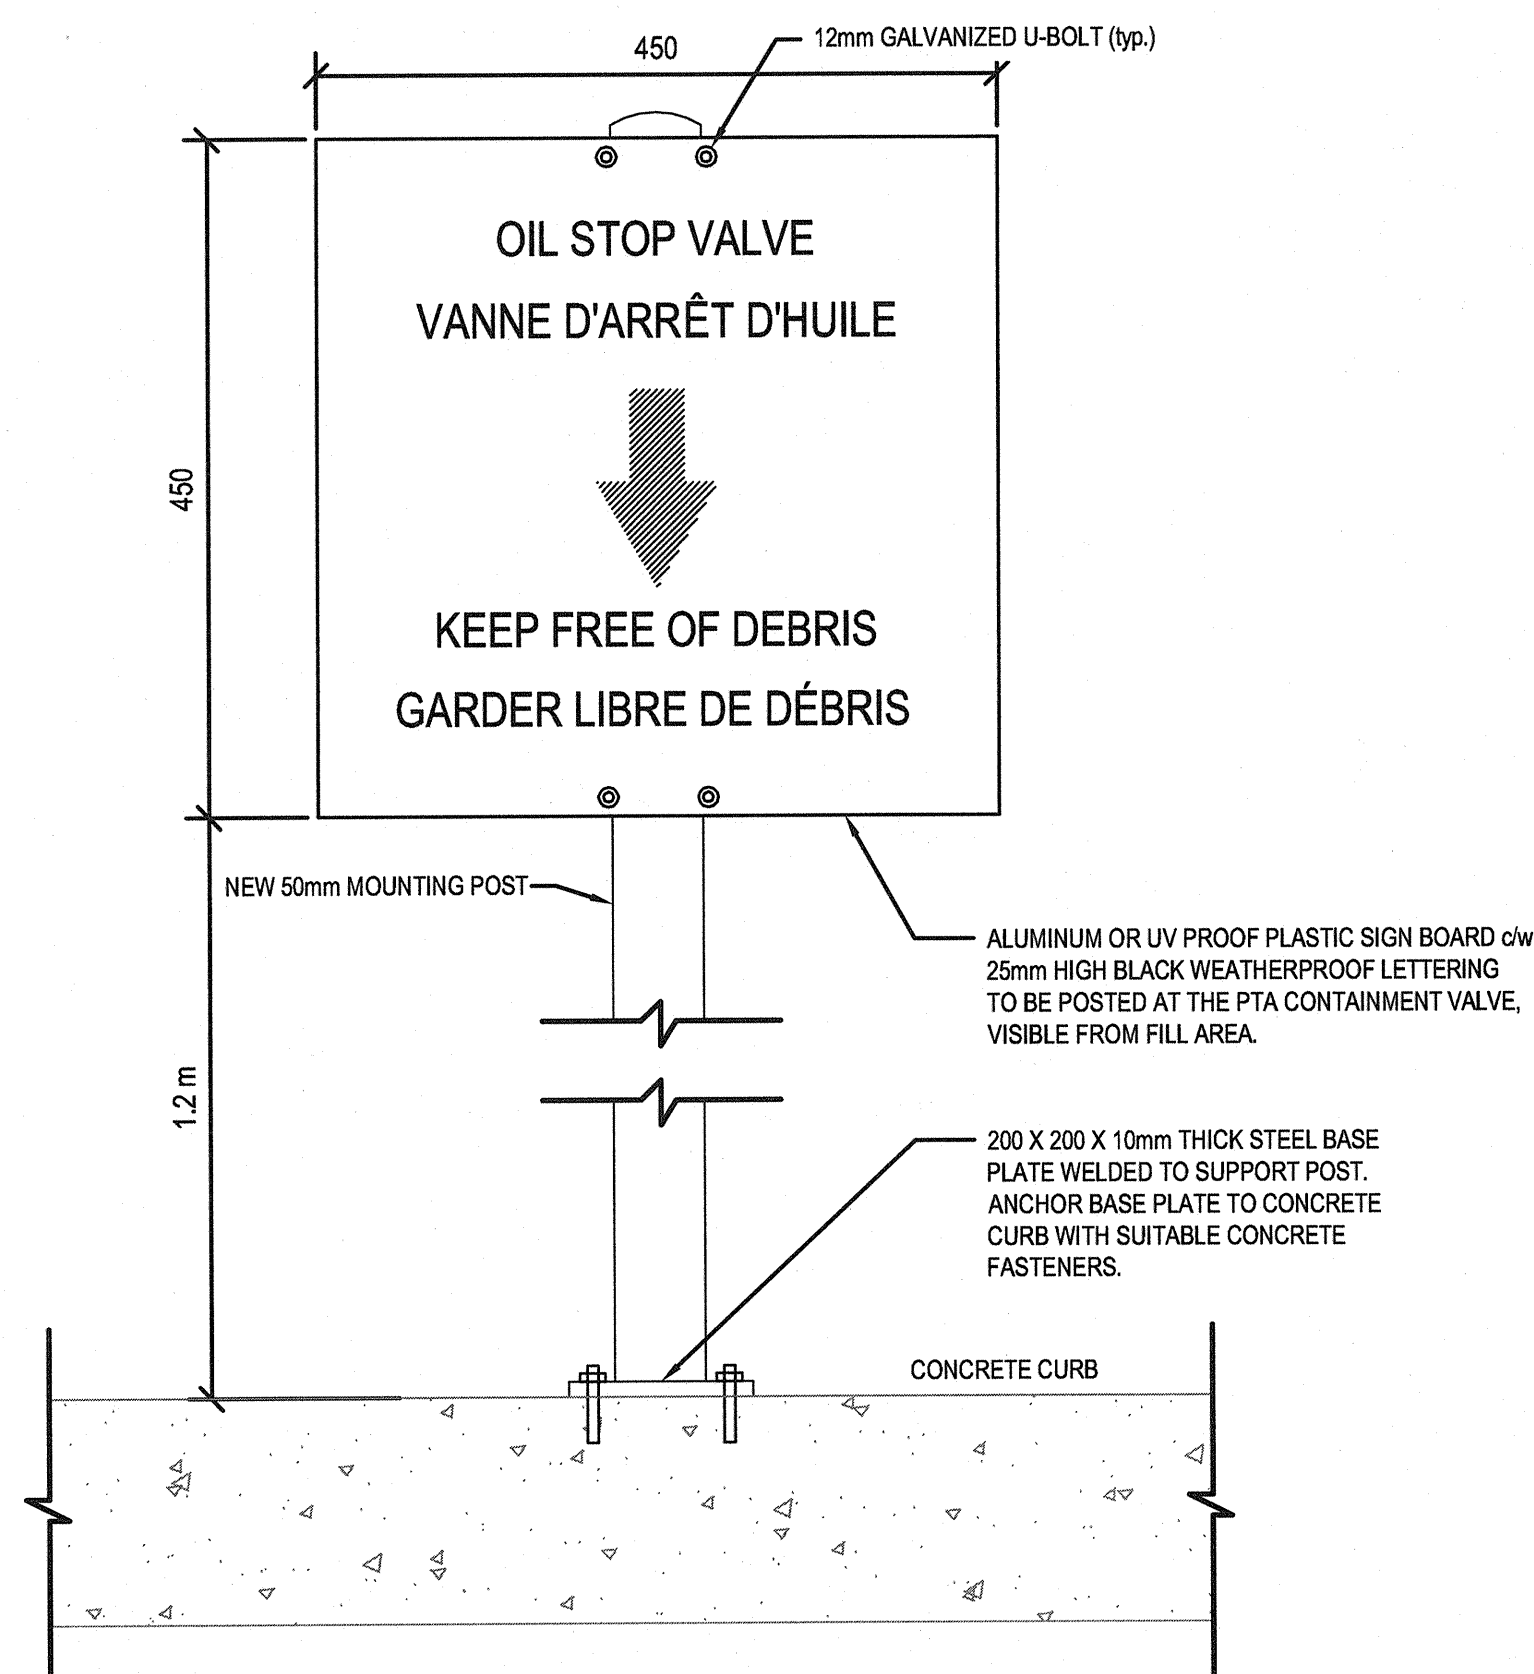 450
12mm GALVANIZED U-BOLT (typ.)
OIL STOP VALVE
VANNE D'ARRÊT D'HUILE
450
KEEP FREE OF DEBRIS
GARDER LIBRE DE DÉBRIS
NEW 50mm MOUNTING POST
ALUMINUM OR UV PROOF PLASTIC SIGN BOARD c/w
25mm HIGH BLACK WEATHERPROOF LETTERING
TO BE POSTED AT THE PTA CONTAINMENT VALVE,
VISIBLE FROM FILL AREA.
1.2 m
200 X 200 X 10mm THICK STEEL BASE
PLATE WELDED TO SUPPORT POST.
ANCHOR BASE PLATE TO CONCRETE
CURB WITH SUITABLE CONCRETE
FASTENERS.
CONCRETE CURB